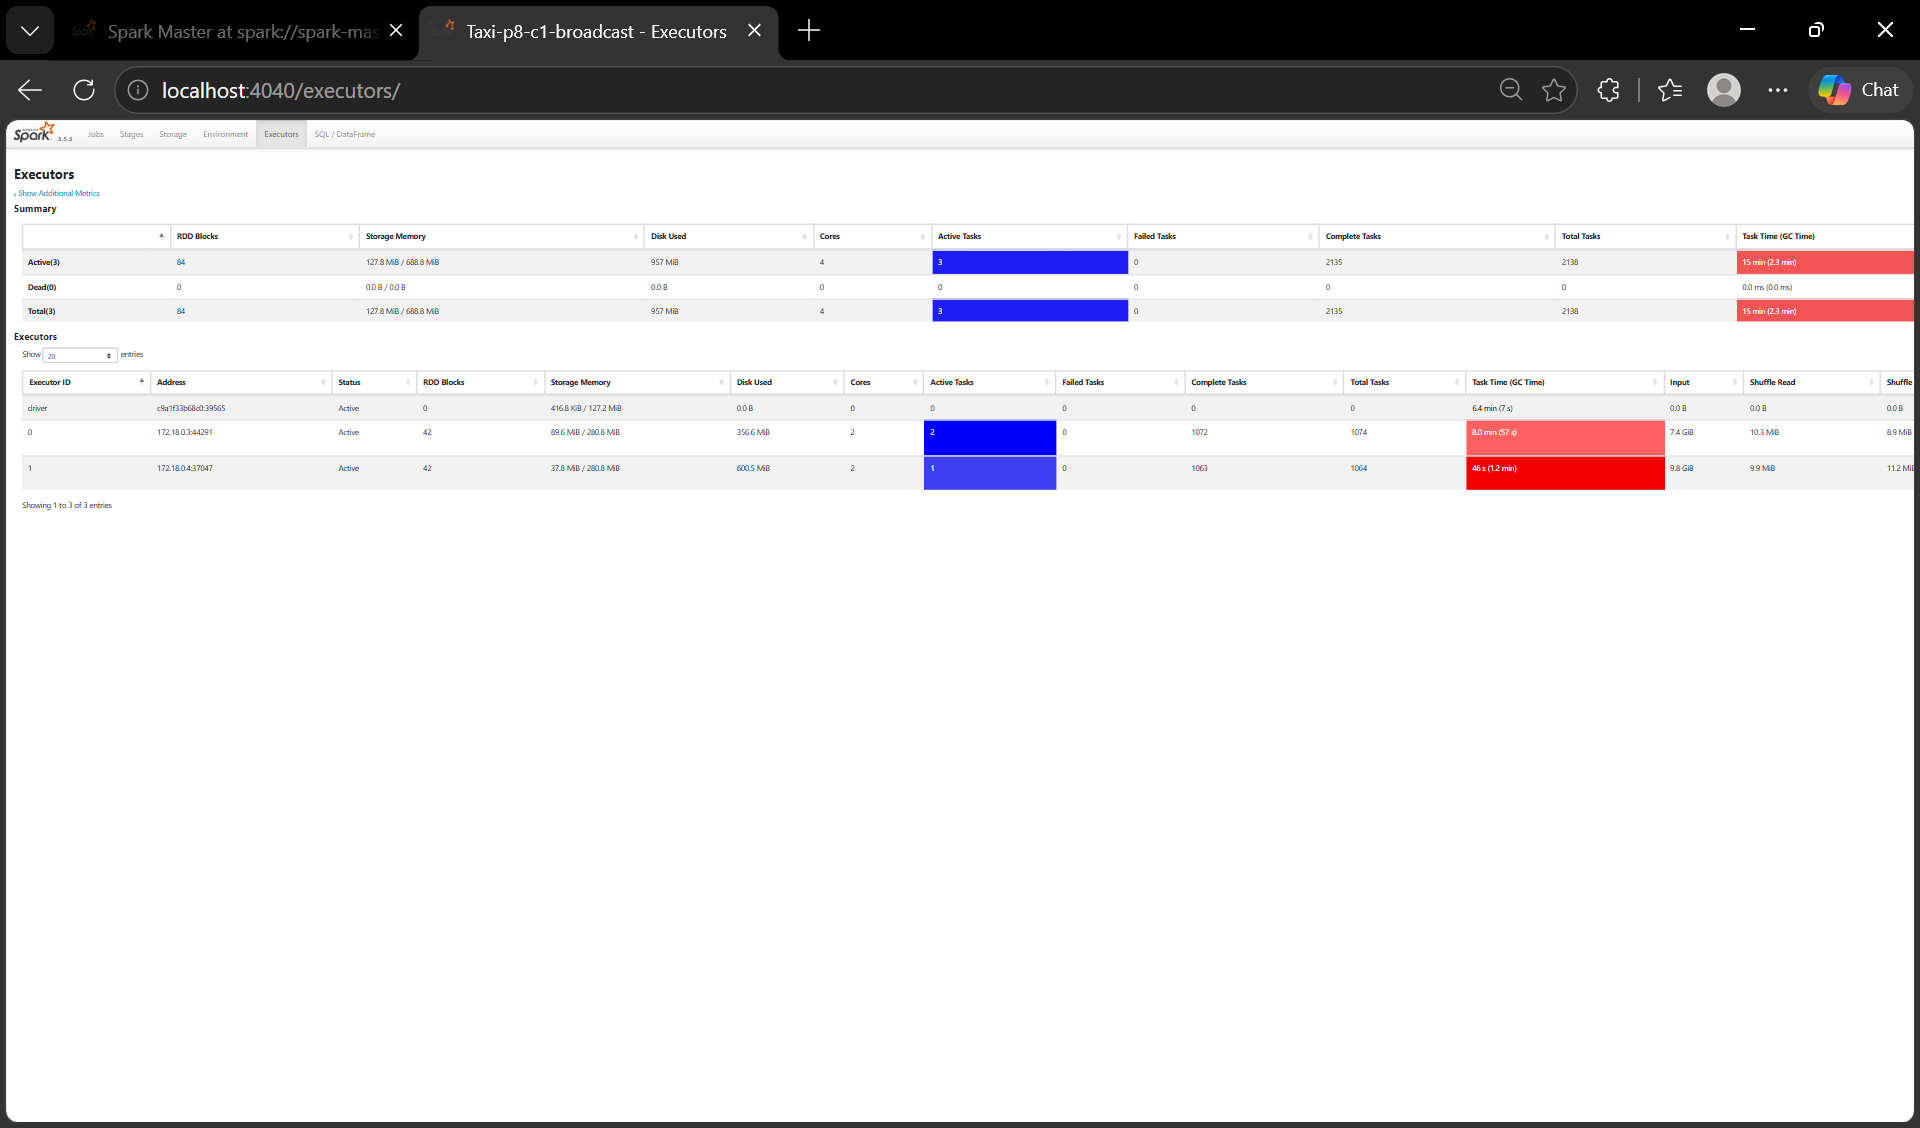 Spark Master at spark://spark-mas
Taxi-p8-c1-broadcast - Executors
localhost:4040/executors/
Chat
Spark 3.5.3 Jobs Stages Storage Environment Executors SQL / DataFrame
Executors
Show Additional Metrics
Summary
RDD Blocks Storage Memory Disk Used Cores Active Tasks Failed Tasks Complete Tasks Total Tasks Task Time (GC Time)
Active(3) 84 127.8 MiB / 688.8 MiB 957 MiB 4 3 0 2135 2138 15 min (2.3 min)
Dead(0) 0 0.0 B / 0.0 B 0.0 B 0 0 0 0 0 0.0 ms (0.0 ms)
Total(3) 84 127.8 MiB / 688.8 MiB 957 MiB 4 3 0 2135 2138 15 min (2.3 min)
Executors
Show 20 entries
Executor ID Address Status RDD Blocks Storage Memory Disk Used Cores Active Tasks Failed Tasks Complete Tasks Total Tasks Task Time (GC Time) Input Shuffle Read Shuffle
driver c9a1f33b68c0:39565 Active 0 416.8 KiB / 127.2 MiB 0.0 B 0 0 0 0 0 6.4 min (7 s) 0.0 B 0.0 B 0.0 B
0 172.18.0.3:44291 Active 42 89.6 MiB / 280.8 MiB 356.6 MiB 2 2 0 1072 1074 8.0 min (57 s) 7.4 GiB 10.3 MiB 8.9 MiB
1 172.18.0.4:37047 Active 42 37.8 MiB / 280.8 MiB 600.5 MiB 2 1 0 1063 1064 46 s (1.2 min) 9.8 GiB 9.9 MiB 11.2 MiB
Showing 1 to 3 of 3 entries